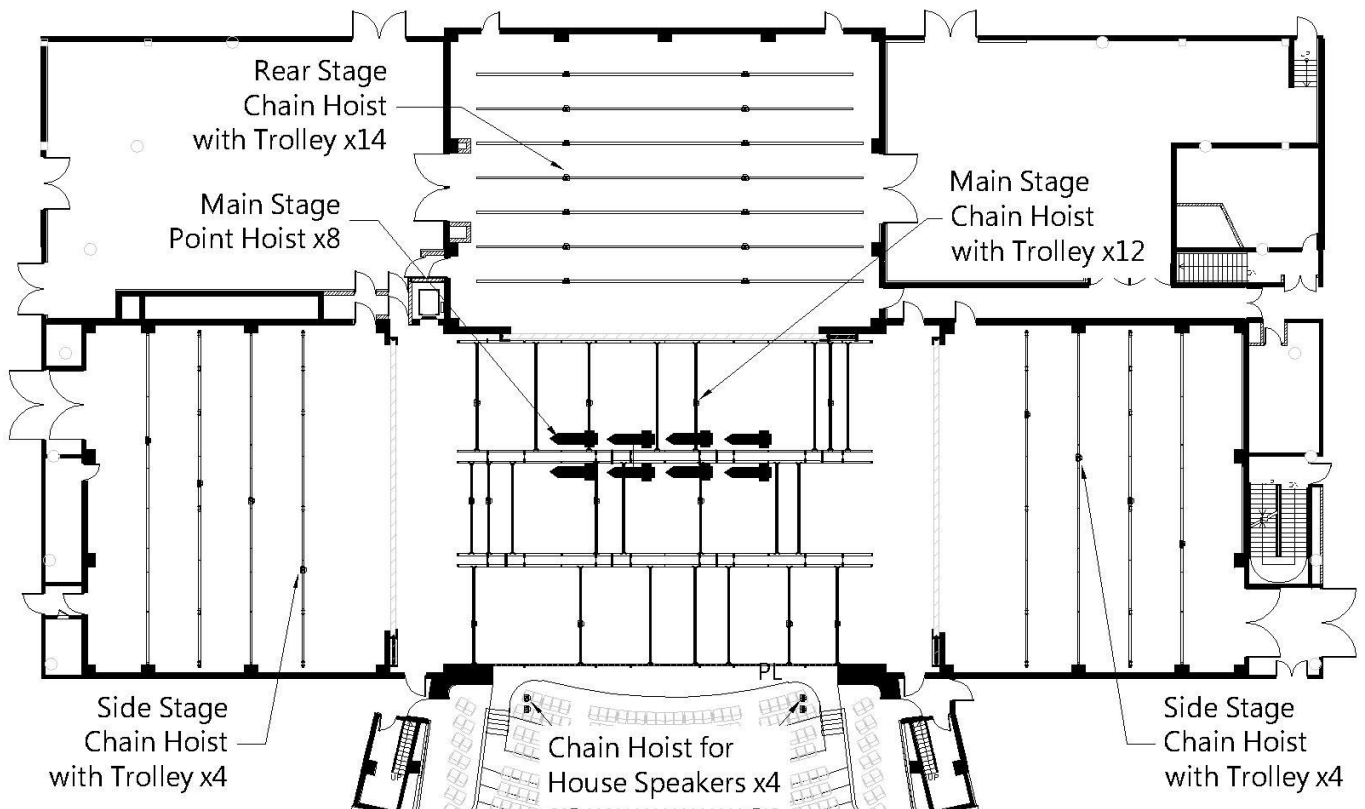 Rear Stage
Chain Hoist
with Trolley x14
Main Stage
Point Hoist x8
Main Stage
Chain Hoist
with Trolley x12
PL
Side Stage
Chain Hoist
with Trolley x4
Chain Hoist for
House Speakers x4
Side Stage
Chain Hoist
with Trolley x4